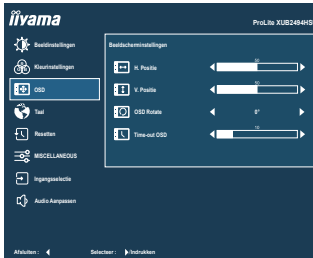 iiyama
ProLite XUB2494HS
Beeldinstellingen
Kleurinstellingen
OSD
Taal
Resetten
MISCELLANEOUS
Ingangsselectie
Audio Aanpassen
Beeldscherminstellingen
H. Positie
50
V. Positie
50
OSD Rotate
0°
Time-out OSD
10
Afsluiten :
Selecteer : /Indrukken